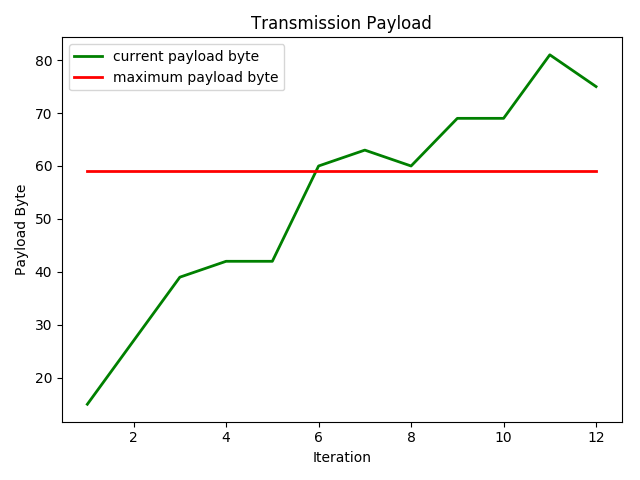 Transmission Payload
current payload byte
maximum payload byte
80
70
60
50
40
30
20
Payload Byte
2 4 6 8 10 12
Iteration